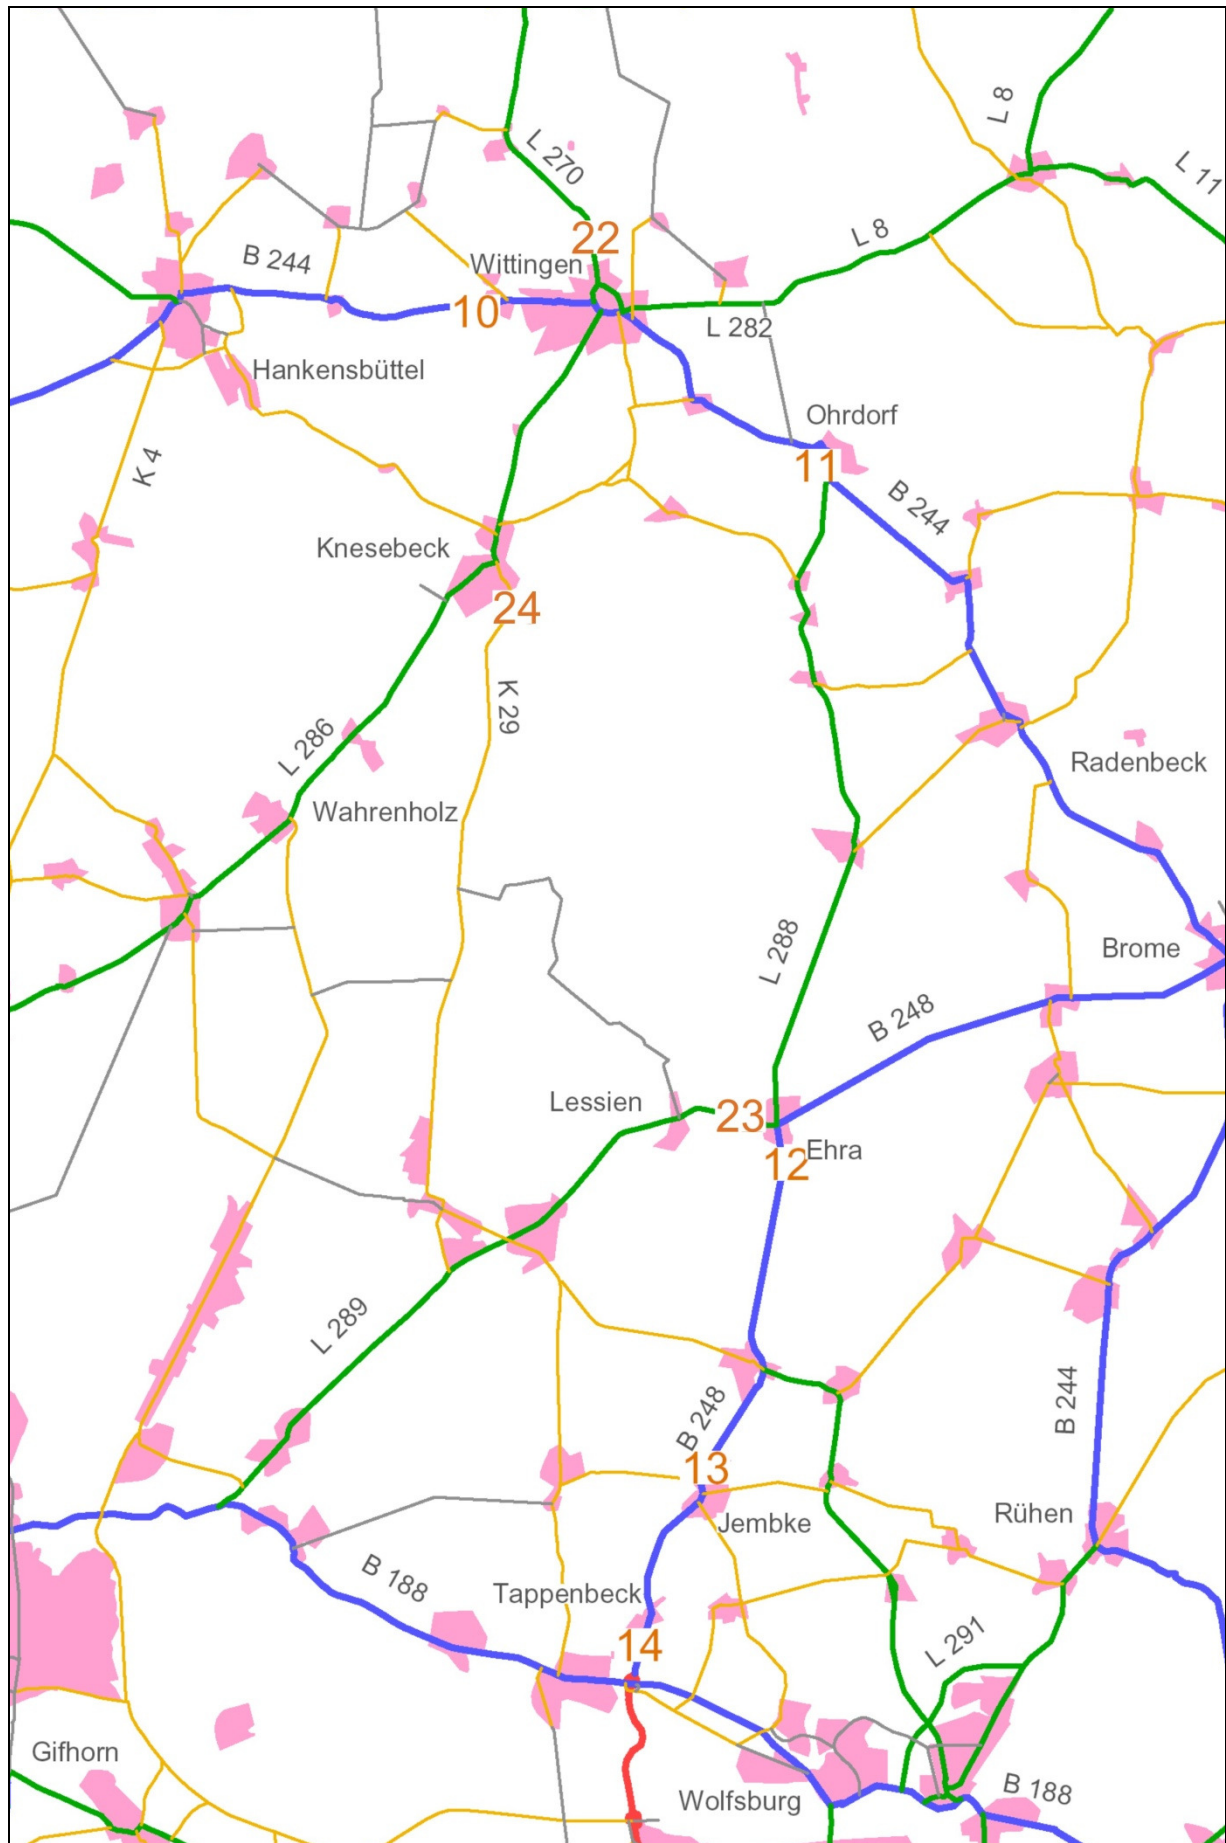 L 8
L 270
L 11
22
L 8
B 244
Wittingen
10
L 282
Hankensbüttel
Ohrdorf
K 4
11
B 244
Knesebeck
24
K 29
L 286
Radenbeck
Wahrenholz
Brome
L 288
B 248
Lessien
23
Ehra
12
L 289
B 244
B 248
13
Rühen
Jembke
B 188
Tappenbeck
14
L 291
Gifhorn
B 188
Wolfsburg